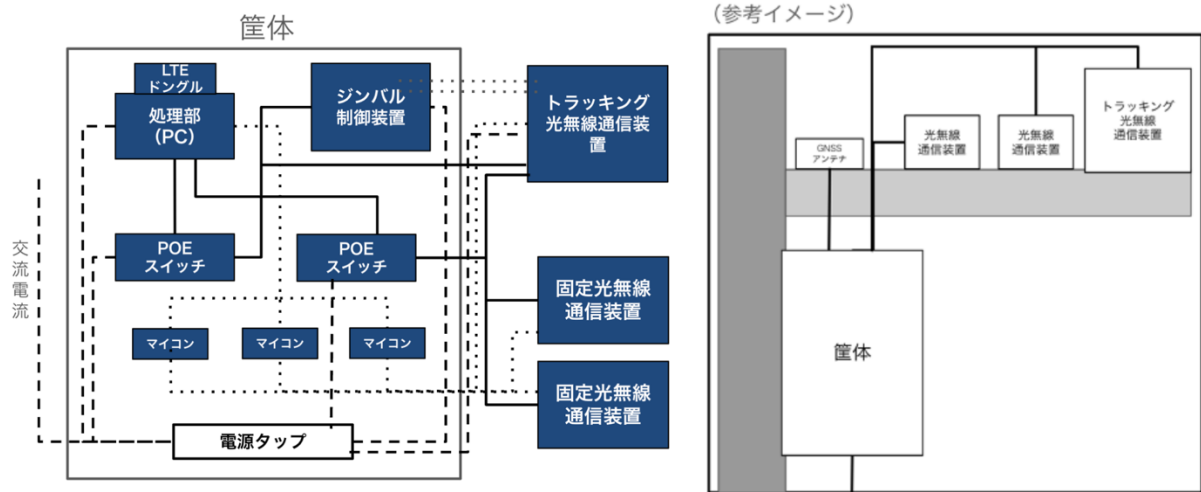 筐体
LTE
ドングル
処理部
(PC)
ジンバル
制御装置
トラッキング
光無線通信装
置
POE
スイッチ
POE
スイッチ
固定光無線
通信装置
固定光無線
通信装置
マイコン
マイコン
マイコン
電源タップ
交流電流
（参考イメージ）
GNSS
アンテナ
光無線
通信装置
光無線
通信装置
トラッキング
光無線
通信装置
筐体